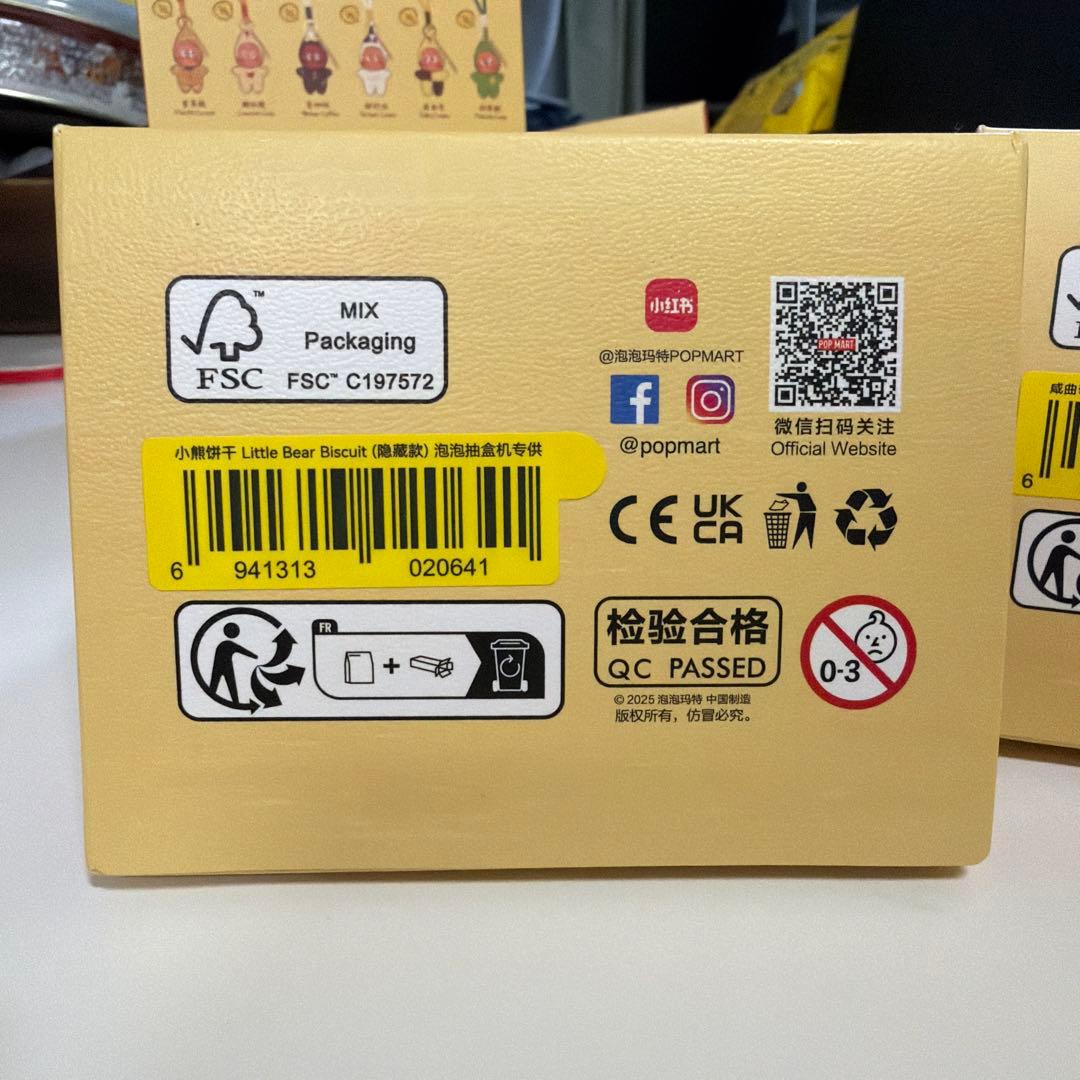 MIX
Packaging
FSC™ C197572
FSC
™
小红书
@泡泡玛特POPMART
@popmart
POP MART
微信扫码关注
Official Website
小熊饼干 Little Bear Biscuit (隐藏款) 泡泡抽盒机专供
6 941313 020641
CE
UK
CA
FR
检验合格
QC PASSED
© 2025 泡泡玛特 中国制造
版权所有，仿冒必究。
0-3
咸曲
6